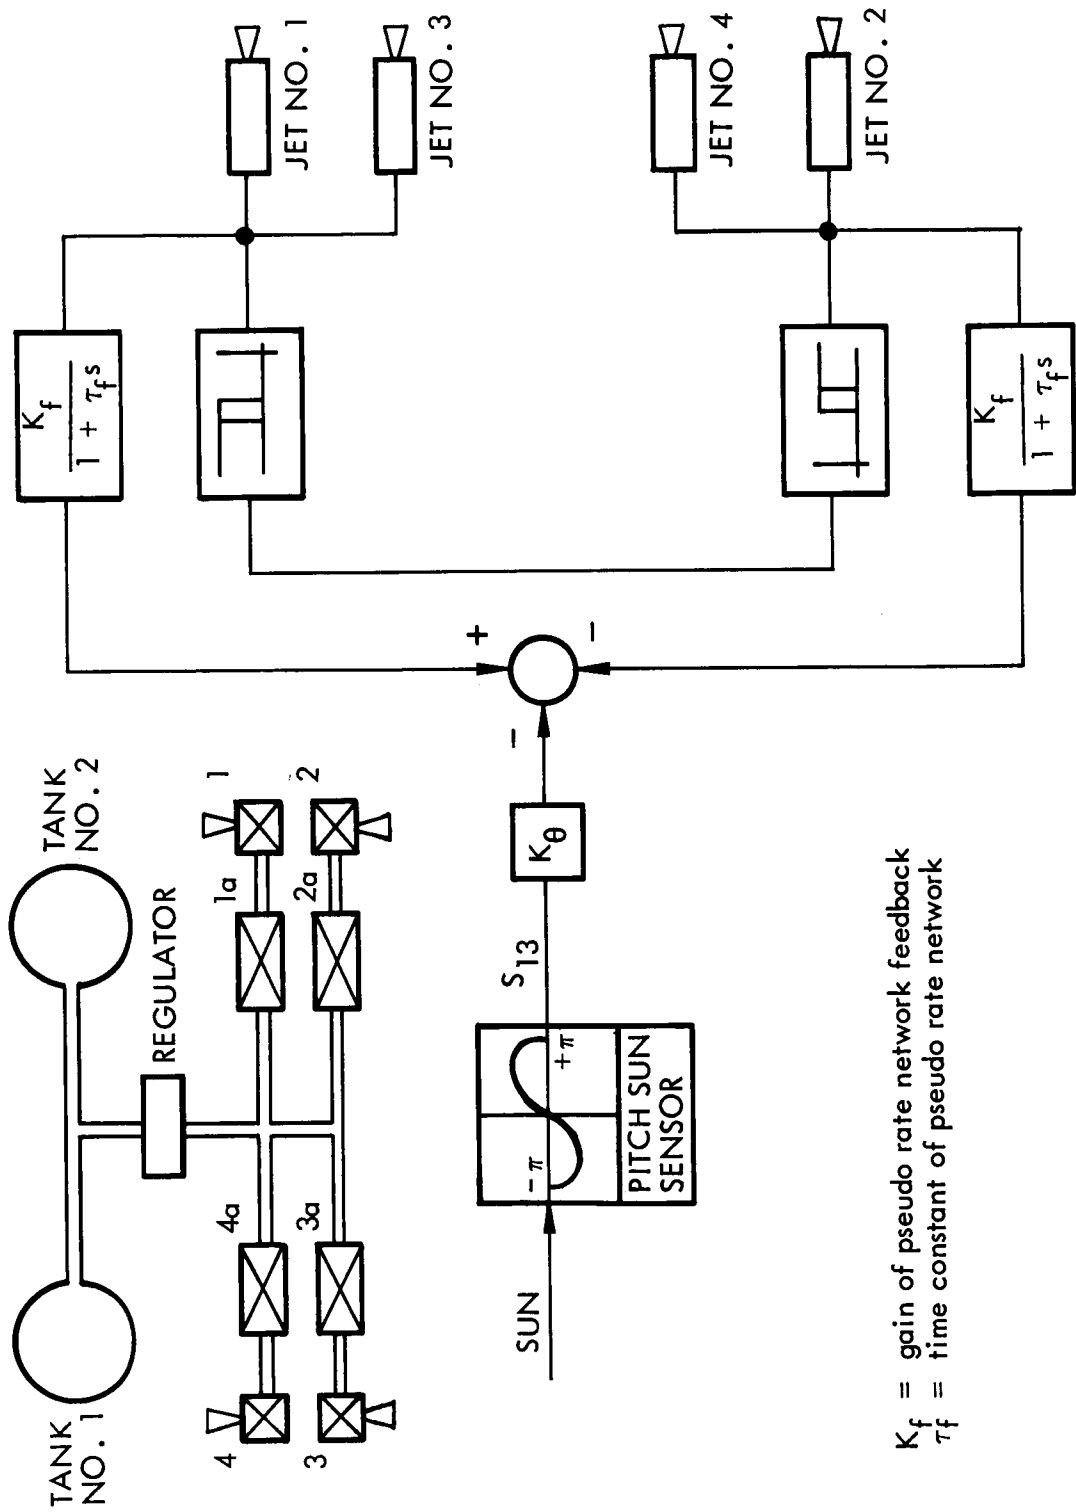 TANK
NO. 1
TANK
NO. 2
REGULATOR
4a
1a
4
1
3a
2a
3
2
SUN
-π
+π
PITCH SUN
SENSOR
S13
Kθ
-
+
-
Kf
1 + τfs
Kf
1 + τfs
JET NO. 1
JET NO. 3
JET NO. 4
JET NO. 2
Kf = gain of pseudo rate network feedback
τf = time constant of pseudo rate network